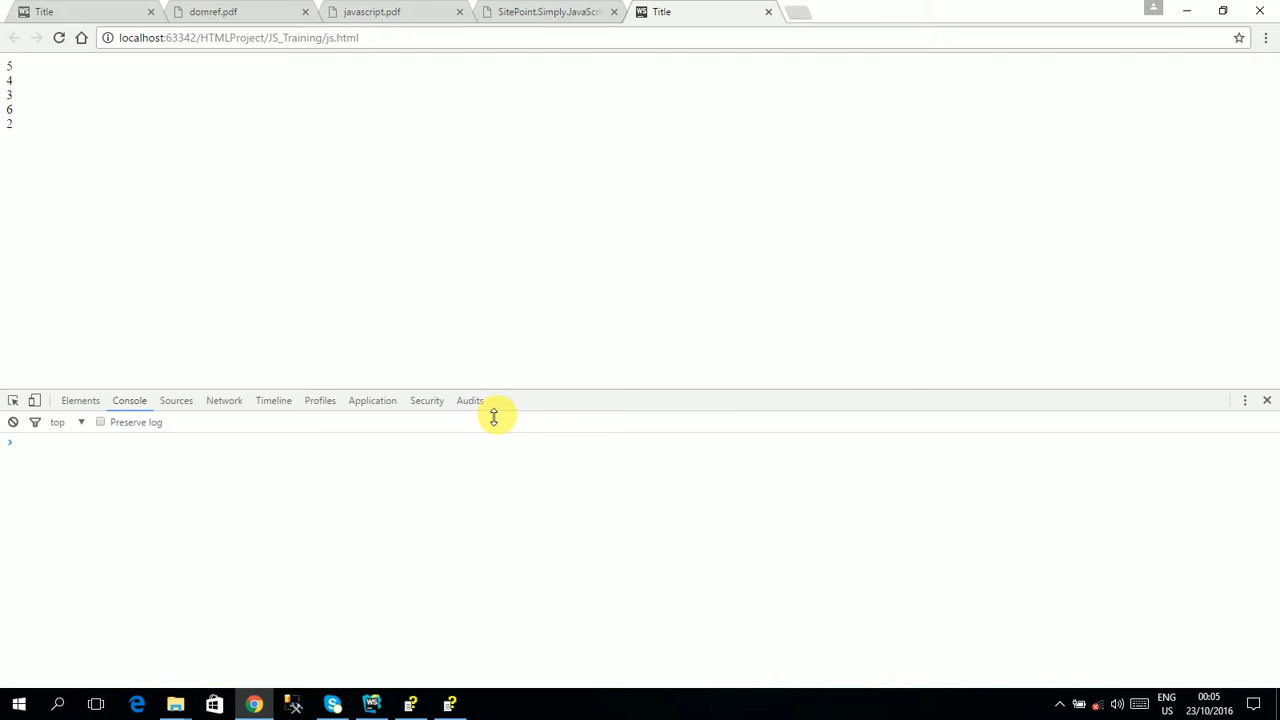 Title
domref.pdf
javascript.pdf
SitePoint.Simply.JavaScri
Title
localhost:63342/HTMLProject/JS_Training/js.html
5
4
3
6
2
Elements Console Sources Network Timeline Profiles Application Security Audits
top Preserve log
ENG
US
00:05
23/10/2016